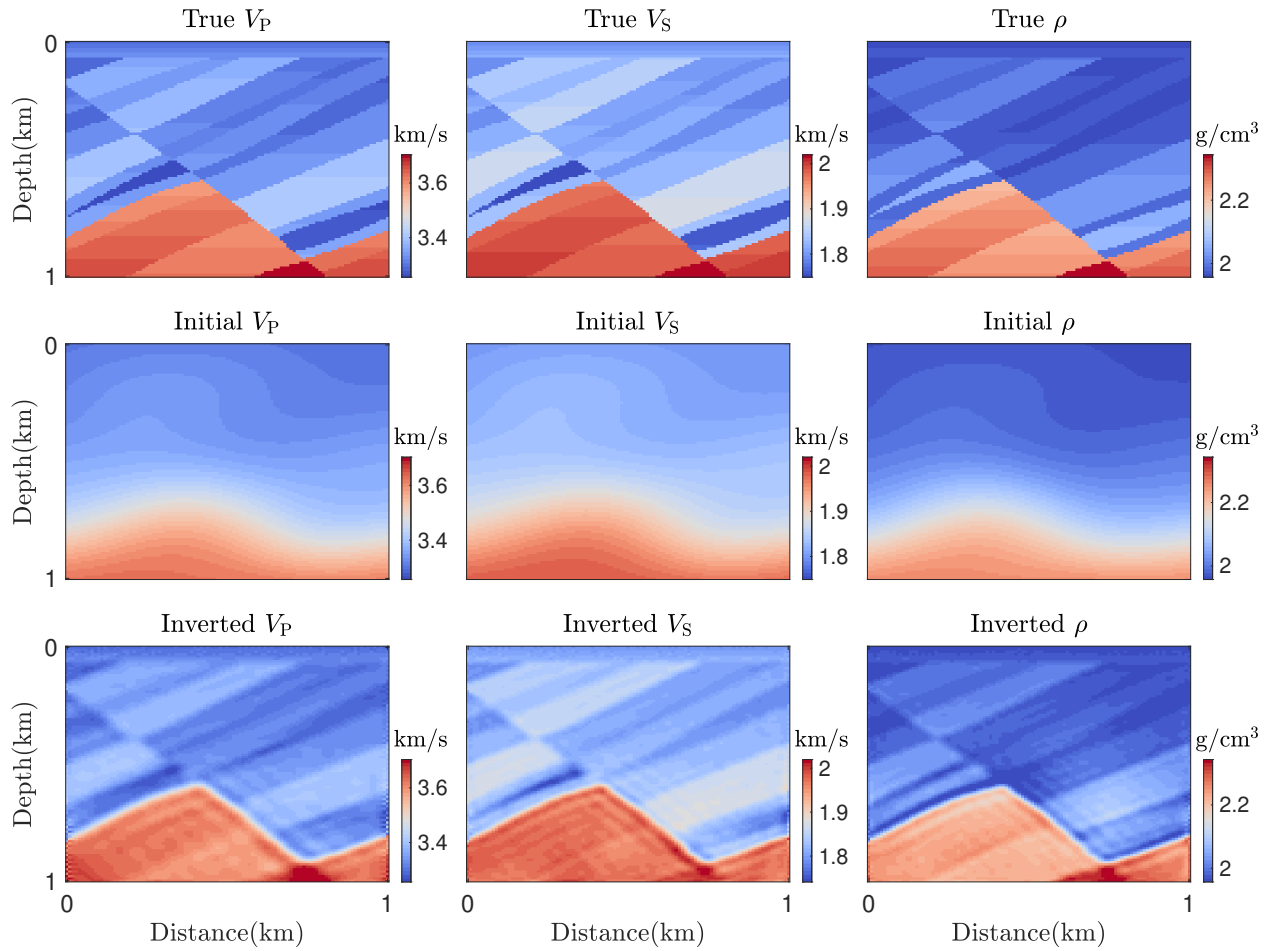 True V_P
True V_S
True ρ
0
1
Depth(km)
km/s
3.6
3.4
km/s
2
1.9
1.8
g/cm³
2.2
2
Initial V_P
Initial V_S
Initial ρ
0
1
Depth(km)
km/s
3.6
3.4
km/s
2
1.9
1.8
g/cm³
2.2
2
Inverted V_P
Inverted V_S
Inverted ρ
0
1
Depth(km)
km/s
3.6
3.4
km/s
2
1.9
1.8
g/cm³
2.2
2
0 1
0 1
0 1
Distance(km)
Distance(km)
Distance(km)